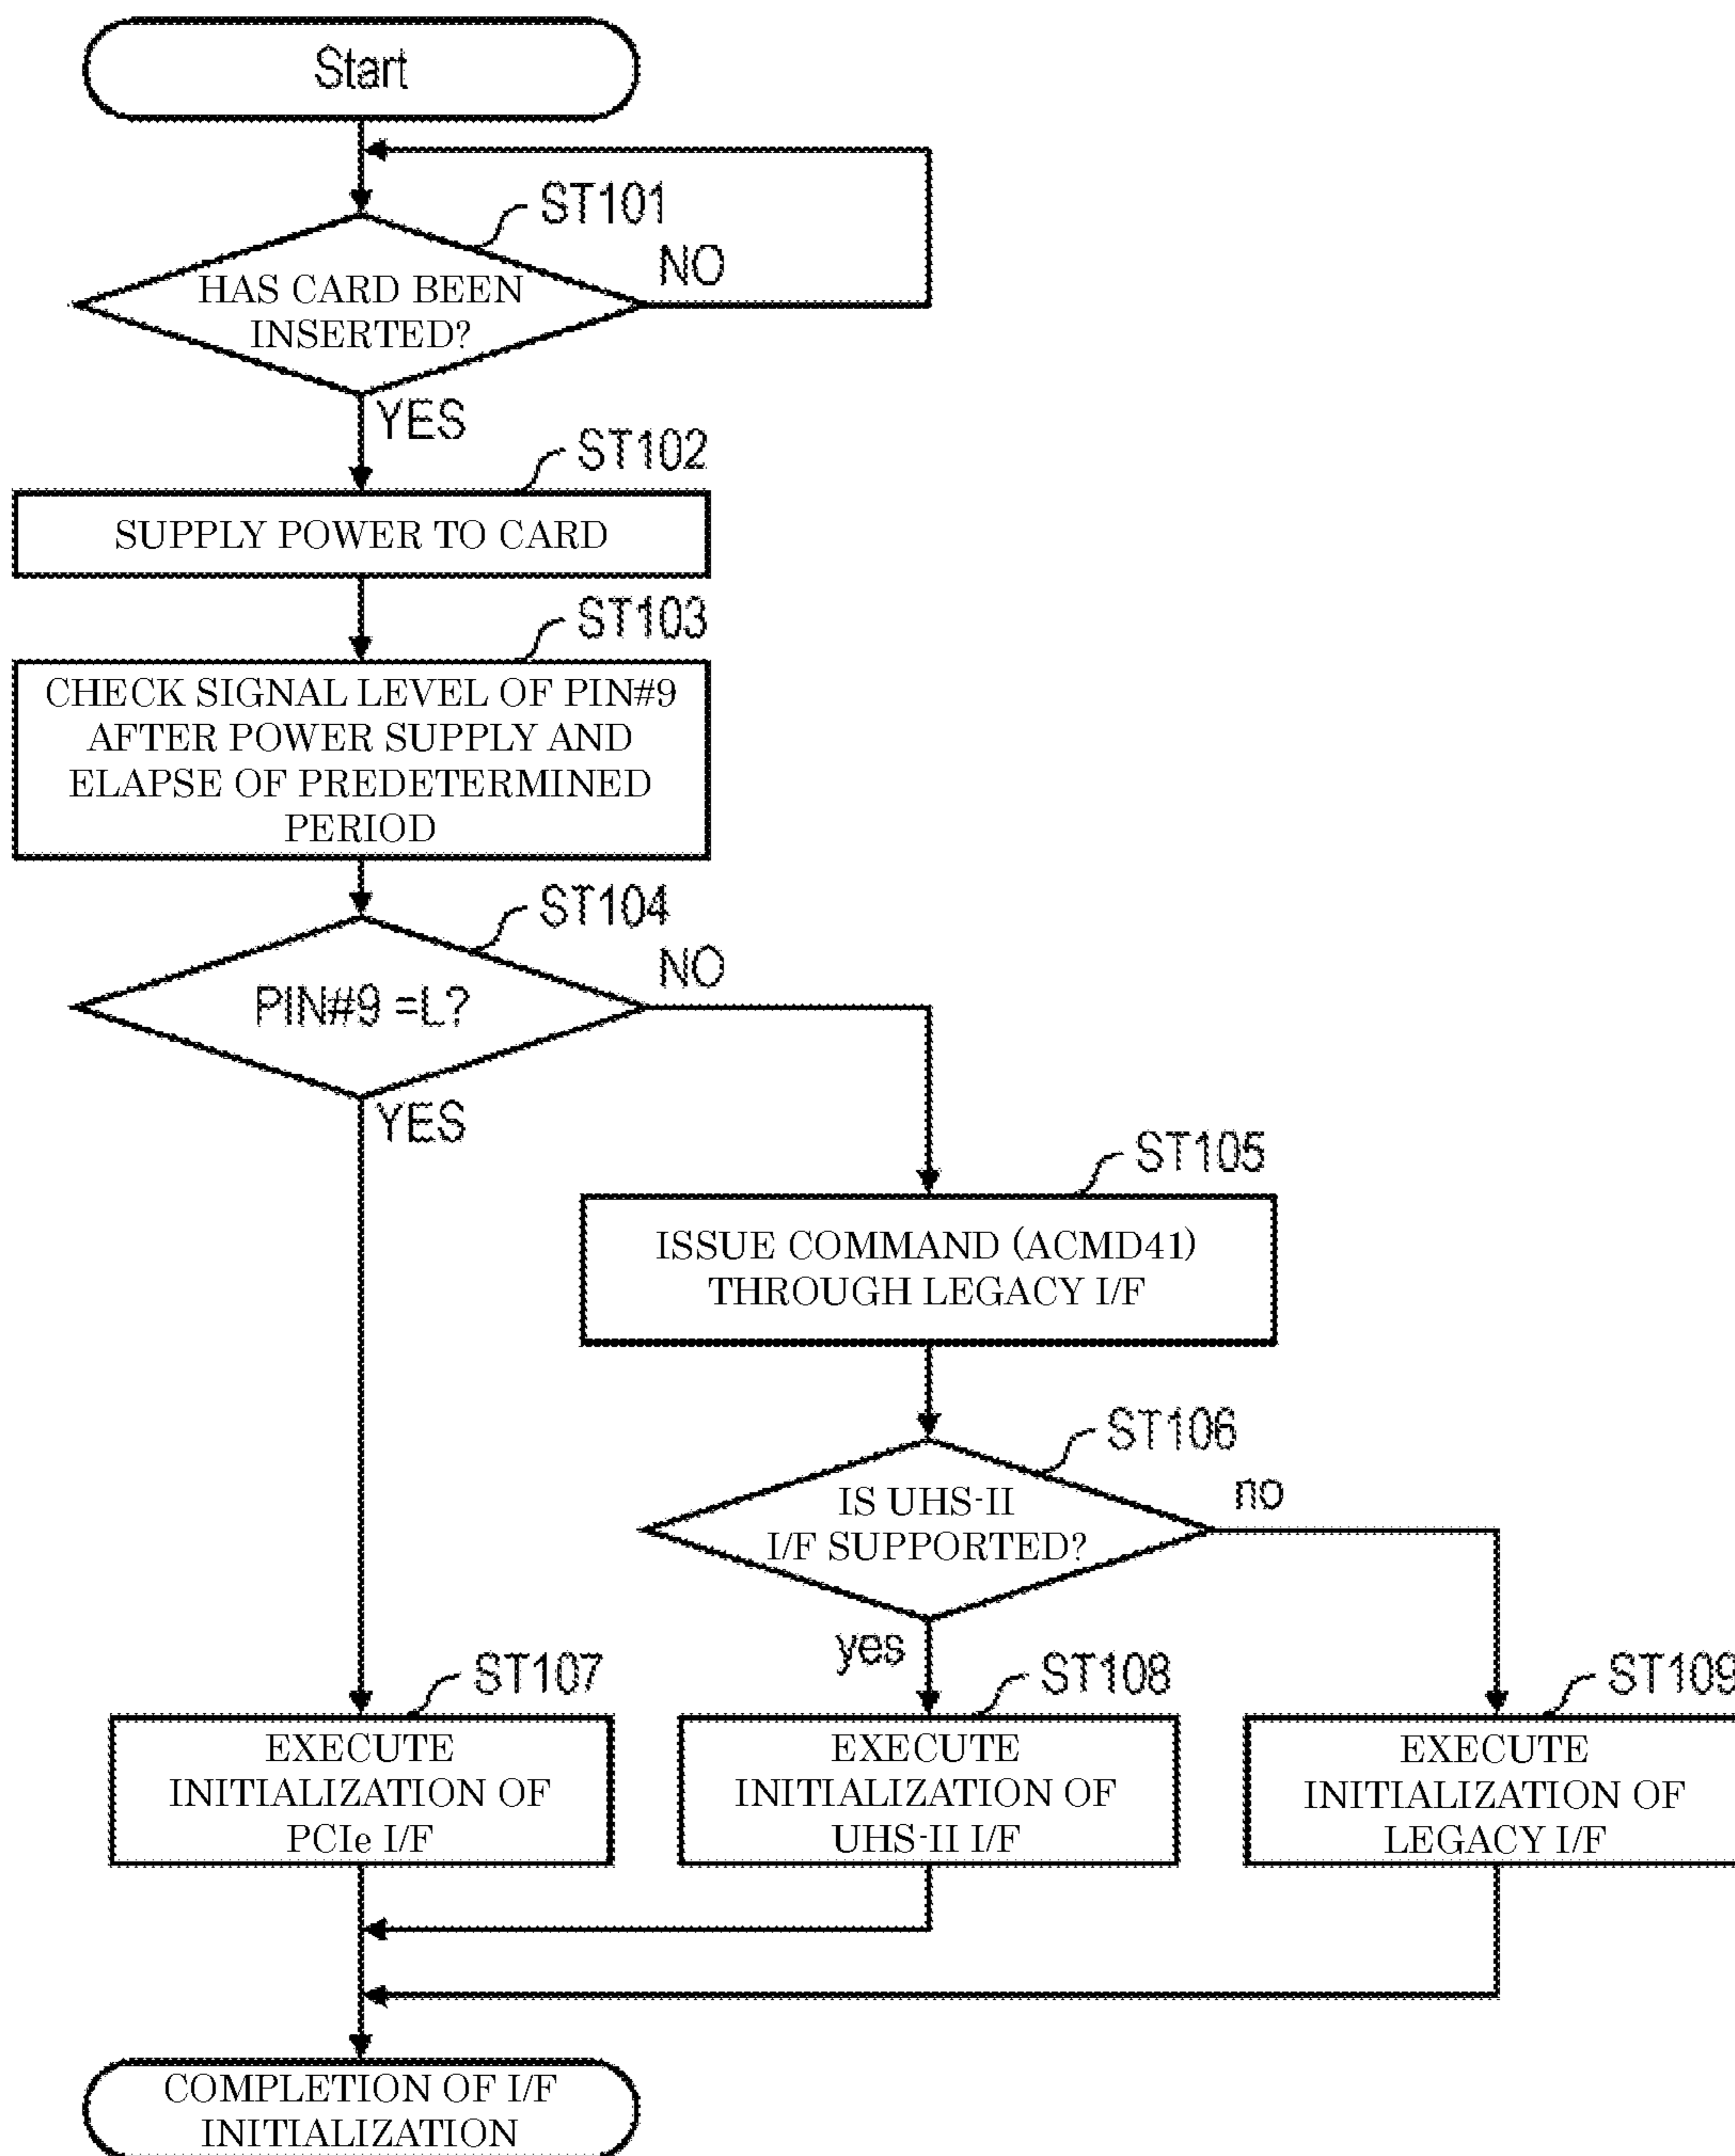 Start
ST101
HAS CARD BEEN
INSERTED?
NO
YES
ST102
SUPPLY POWER TO CARD
ST103
CHECK SIGNAL LEVEL OF PIN#9
AFTER POWER SUPPLY AND
ELAPSE OF PREDETERMINED
PERIOD
ST104
PIN#9 =L?
NO
YES
ST105
ISSUE COMMAND (ACMD41)
THROUGH LEGACY I/F
ST106
IS UHS-II
I/F SUPPORTED?
no
yes
ST107
EXECUTE
INITIALIZATION OF
PCIe I/F
ST108
EXECUTE
INITIALIZATION OF
UHS-II I/F
ST109
EXECUTE
INITIALIZATION OF
LEGACY I/F
COMPLETION OF I/F
INITIALIZATION